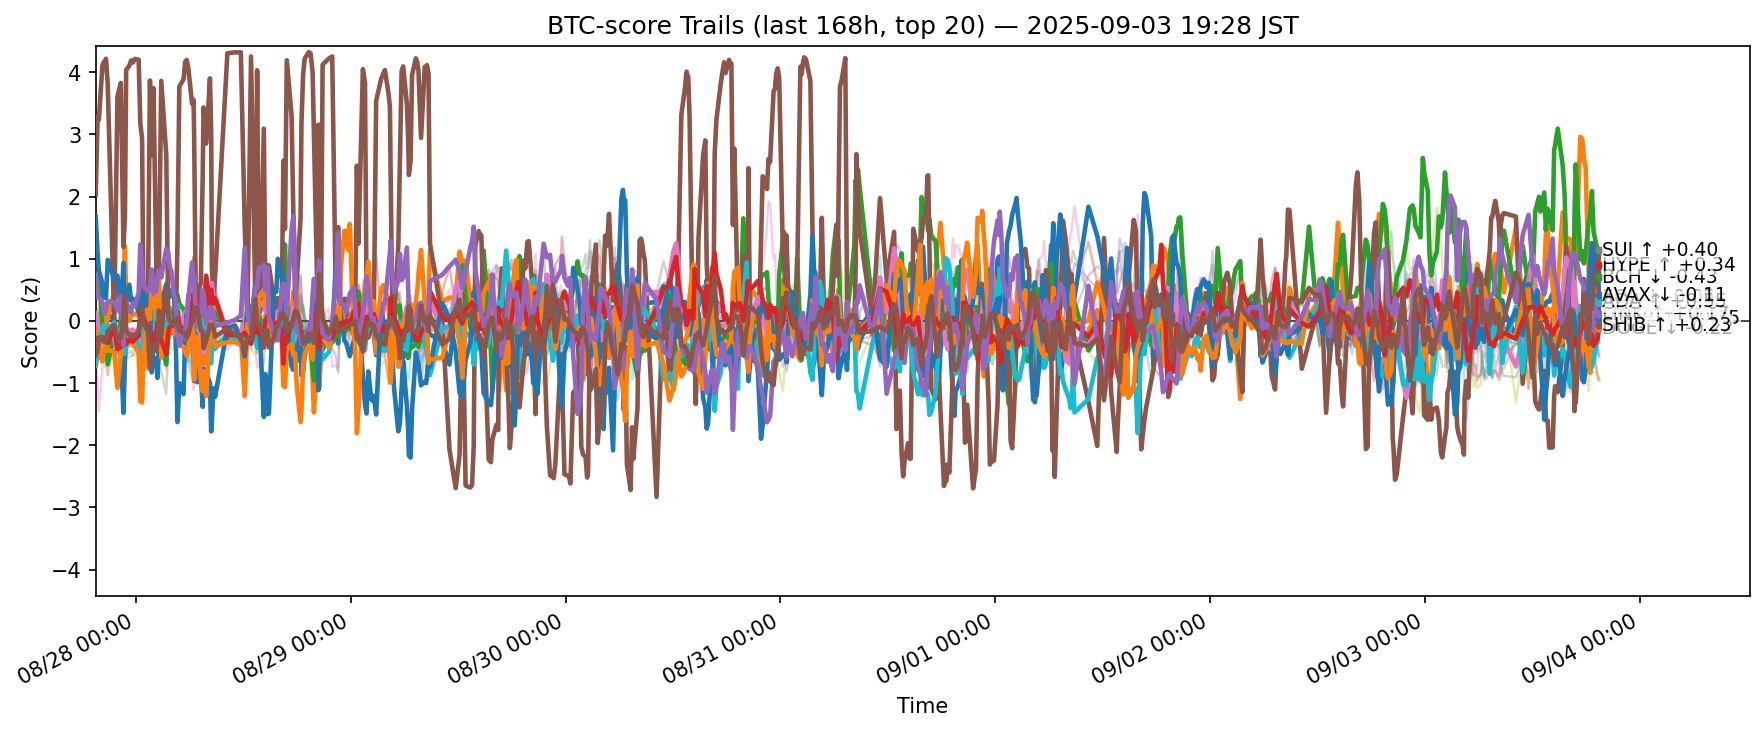 BTC-score Trails (last 168h, top 20) — 2025-09-03 19:28 JST
Score (z)
4
3
2
1
0
−1
−2
−3
−4
SUI ↑ +0.40
HYPE ↑ +0.34
BCH ↓ -0.43
AVAX ↓ -0.11
SHIB ↑ +0.23
08/28 00:00
08/29 00:00
08/30 00:00
08/31 00:00
09/01 00:00
09/02 00:00
09/03 00:00
09/04 00:00
Time